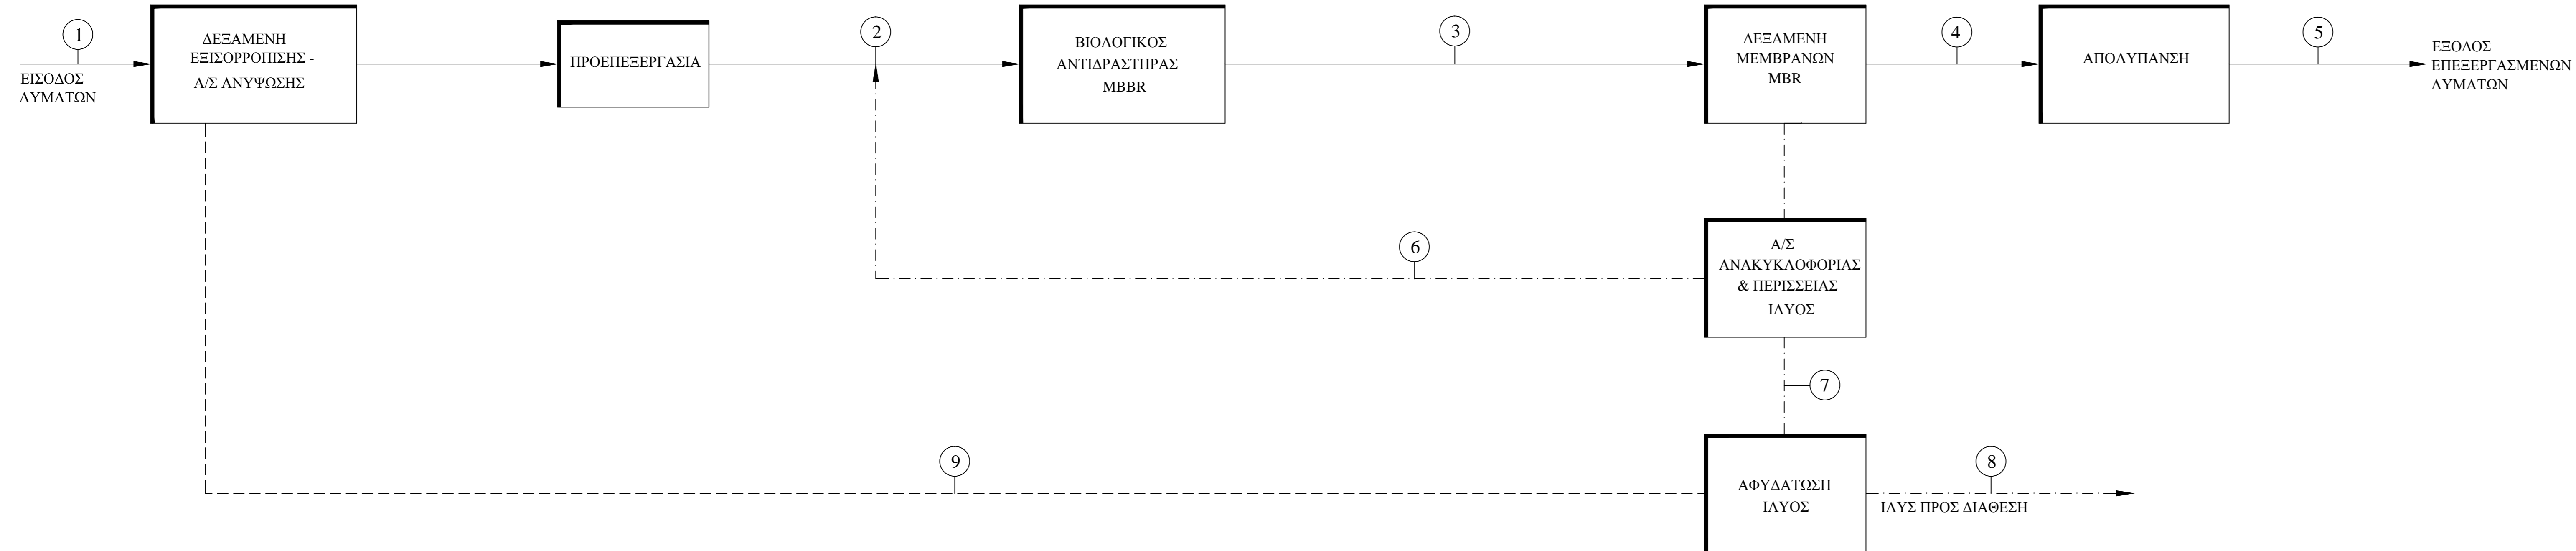 1
ΕΙΣΟΔΟΣ
ΛΥΜΑΤΩΝ
ΔΕΞΑΜΕΝΗ
ΕΞΙΣΟΡΡΟΠΙΣΗΣ -
Α/Σ ΑΝΥΨΩΣΗΣ
ΠΡΟΕΠΕΞΕΡΓΑΣΙΑ
2
ΒΙΟΛΟΓΙΚΟΣ
ΑΝΤΙΔΡΑΣΤΗΡΑΣ
MBBR
3
ΔΕΞΑΜΕΝΗ
ΜΕΜΒΡΑΝΩΝ
MBR
4
ΑΠΟΛΥΠΑΝΣΗ
5
ΕΞΟΔΟΣ
ΕΠΕΞΕΡΓΑΣΜΕΝΩΝ
ΛΥΜΑΤΩΝ
6
Α/Σ
ΑΝΑΚΥΚΛΟΦΟΡΙΑΣ
& ΠΕΡΙΣΣΕΙΑΣ
ΙΛΥΟΣ
7
9
ΑΦΥΔΑΤΩΣΗ
ΙΛΥΟΣ
8
ΙΛΥΣ ΠΡΟΣ ΔΙΑΘΕΣΗ